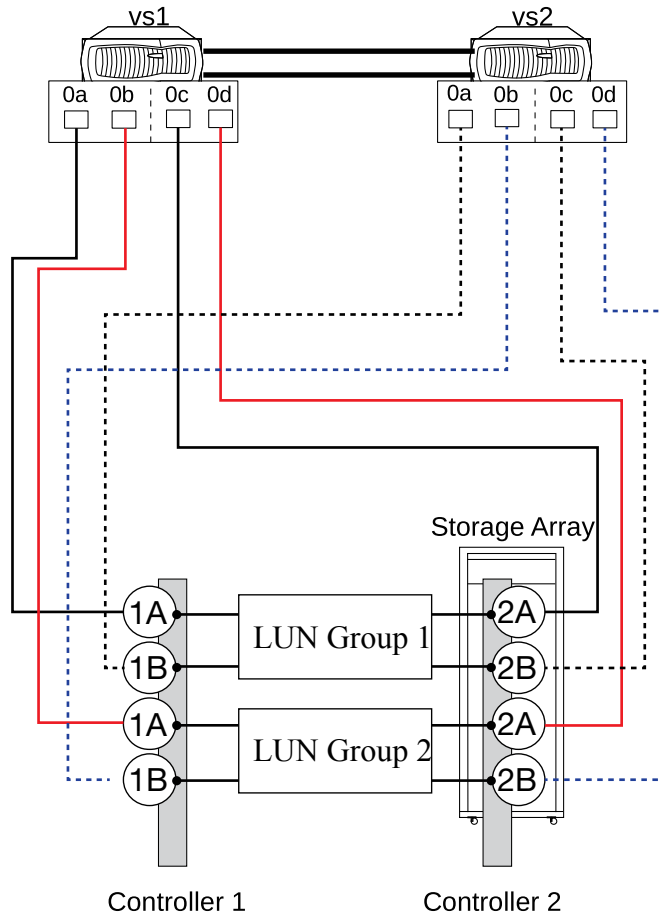 vs1 vs2
0a 0b 0c 0d 0a 0b 0c 0d
Storage Array
1A LUN Group 1 2A
1B 2B
1A LUN Group 2 2A
1B 2B
Controller 1 Controller 2